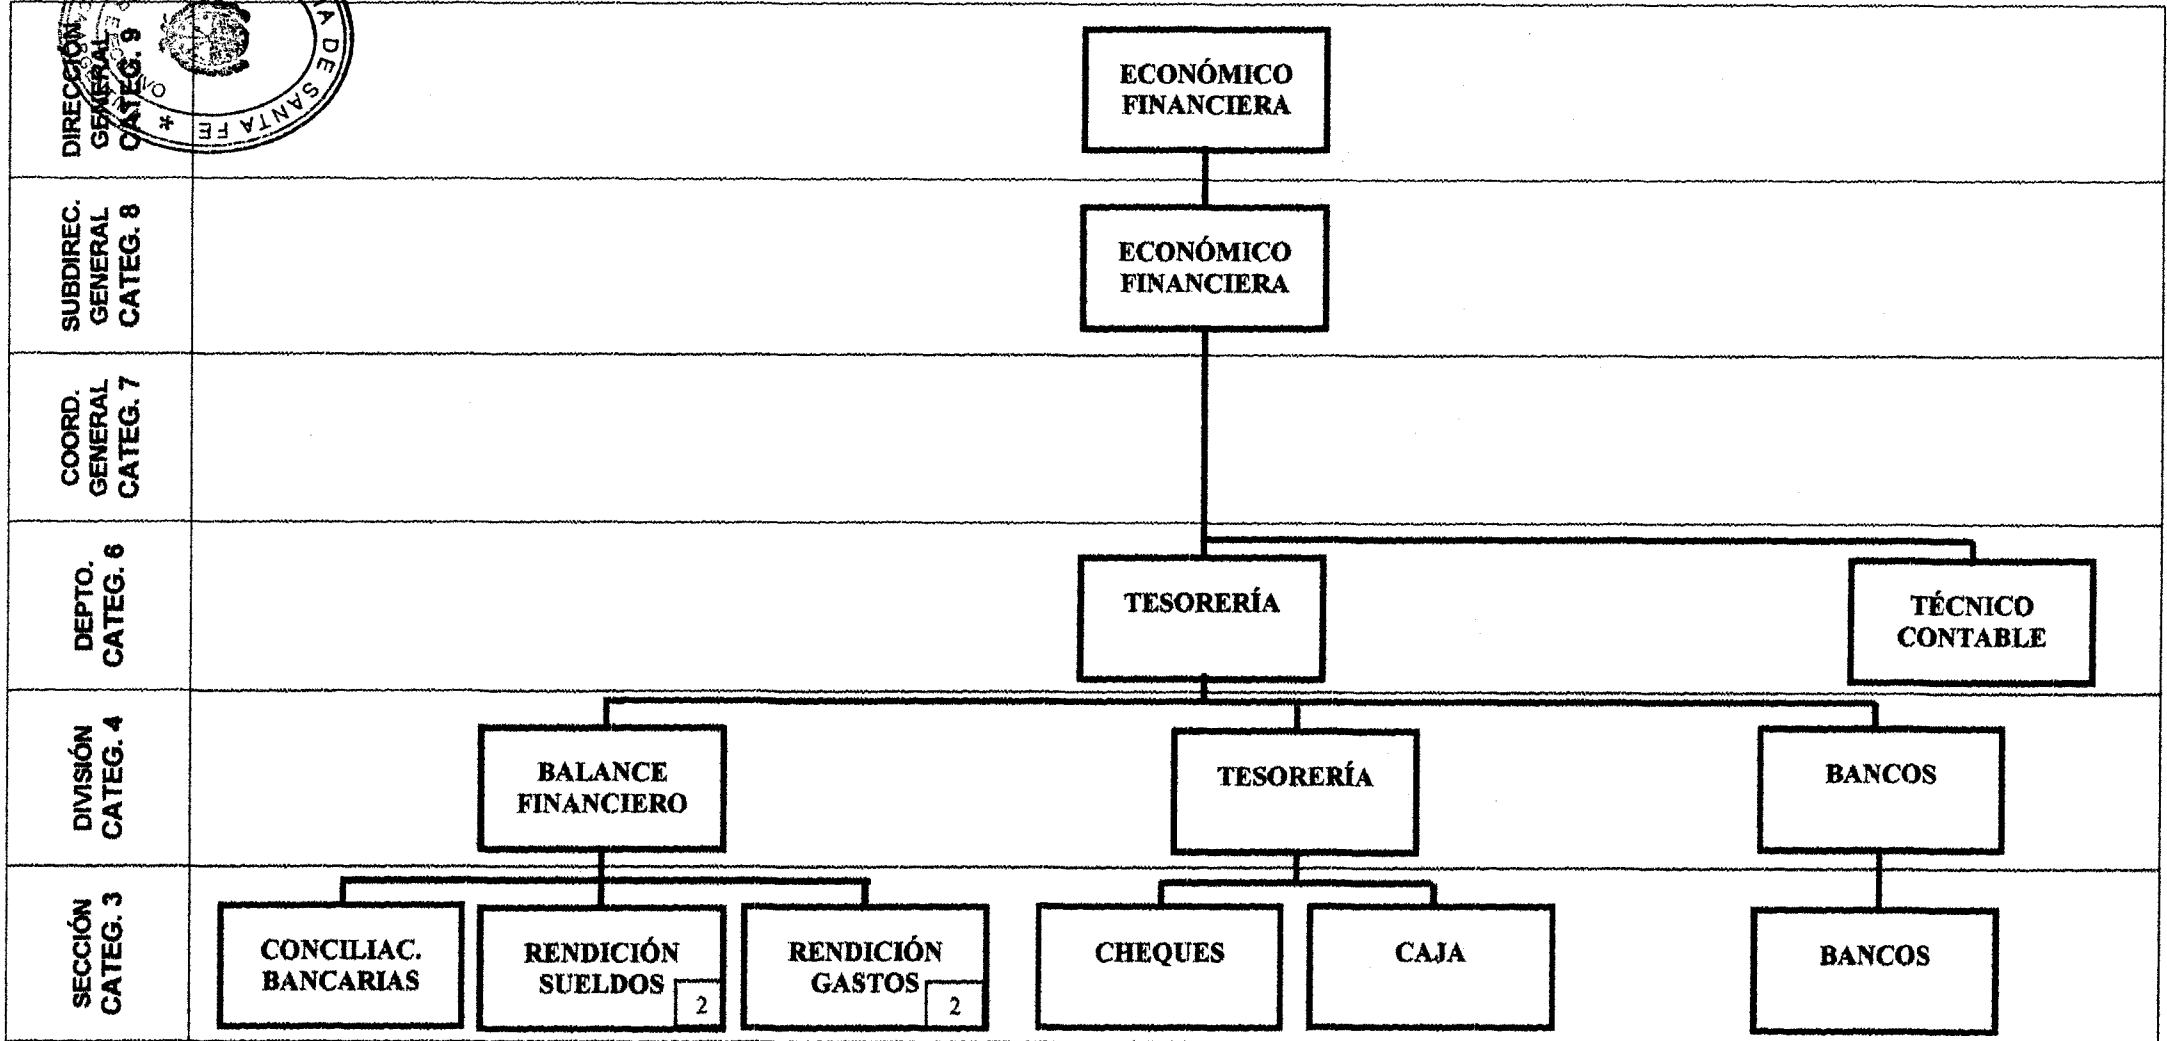 DIRECCIÓN
GENERAL
CATEG. 9
A DE SANTA FE *
ECONÓMICO
FINANCIERA
SUBDIREC.
GENERAL
CATEG. 8
ECONÓMICO
FINANCIERA
COORD.
GENERAL
CATEG. 7
DEPTO.
CATEG. 6
TESORERÍA
TÉCNICO
CONTABLE
DIVISIÓN
CATEG. 4
BALANCE
FINANCIERO
TESORERÍA
BANCOS
SECCIÓN
CATEG. 3
CONCILIAC.
BANCARIAS
RENDICIÓN
SUELDOS
2
RENDICIÓN
GASTOS
2
CHEQUES
CAJA
BANCOS